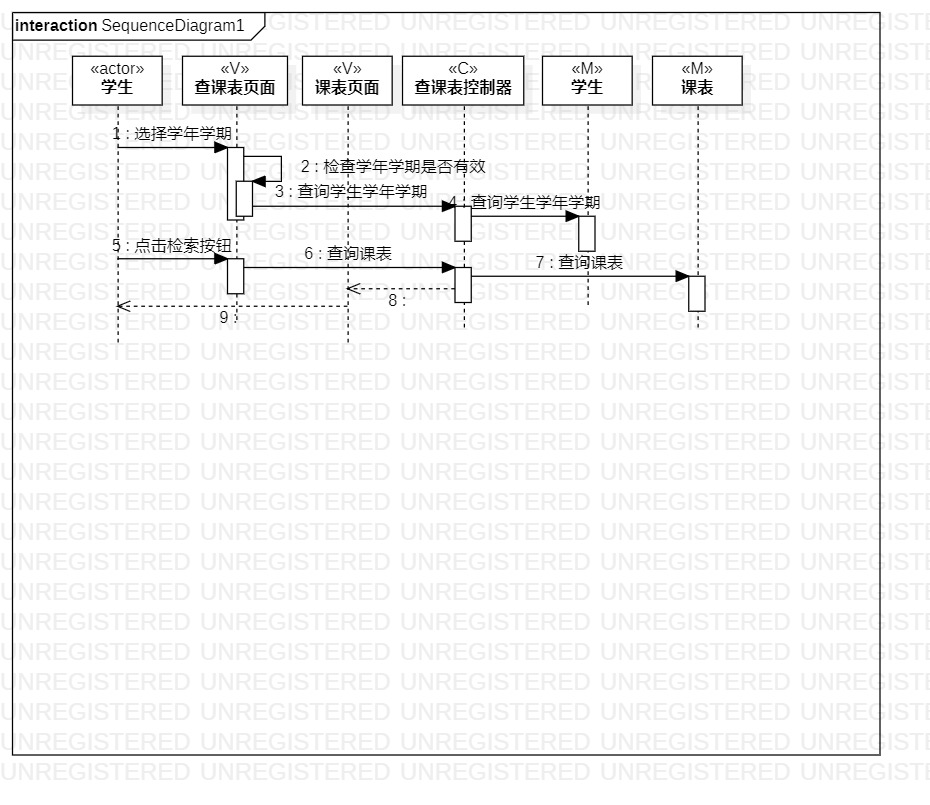 interaction SequenceDiagram1
«actor»
学生
«V»
查课表页面
«V»
课表页面
«C»
查课表控制器
«M»
学生
«M»
课表
1 : 选择学年学期
2 : 检查学年学期是否有效
3 : 查询学生学年学期
4 : 查询学生学年学期
5 : 点击检索按钮
6 : 查询课表
7 : 查询课表
8 :
9 :
UNREGISTERED